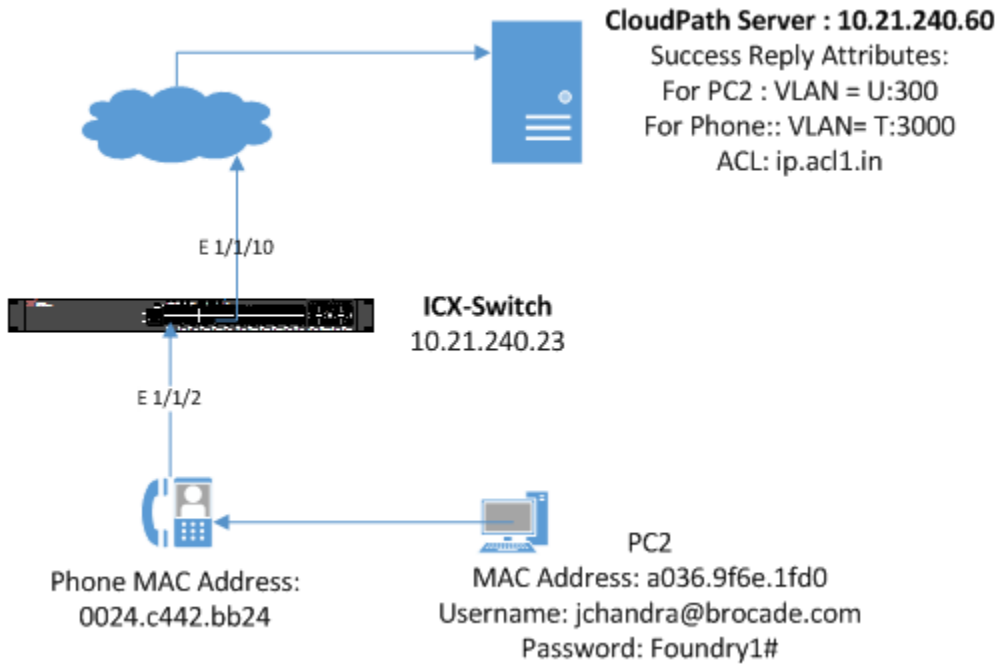 CloudPath Server : 10.21.240.60
Success Reply Attributes:
For PC2 : VLAN = U:300
For Phone:: VLAN= T:3000
ACL: ip.acl1.in
E 1/1/10
ICX-Switch
10.21.240.23
E 1/1/2
Phone MAC Address:
0024.c442.bb24
PC2
MAC Address: a036.9f6e.1fd0
Username: jchandra@brocade.com
Password: Foundry1#